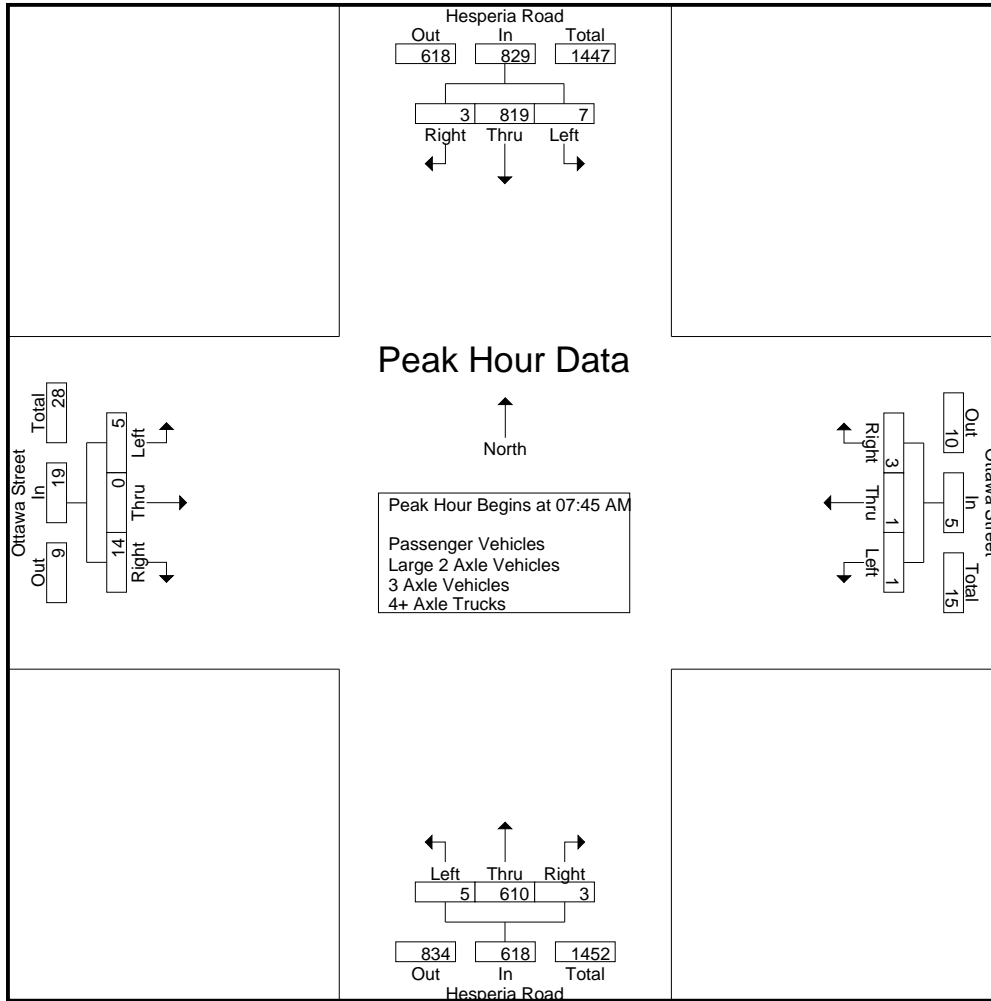 Hesperia Road
Out In Total
618 829 1447
3 819 7
Right Thru Left
Peak Hour Data
North
Peak Hour Begins at 07:45 AM
Passenger Vehicles
Large 2 Axle Vehicles
3 Axle Vehicles
4+ Axle Trucks
Ottawa Street
Out In Total
9 19 28
14 0 5
Right Thru Left
Ottawa Street
Out In Total
10 5 15
3 1 1
Right Thru Left
Left Thru Right
5 610 3
834 618 1452
Out In Total
Hesperia Road